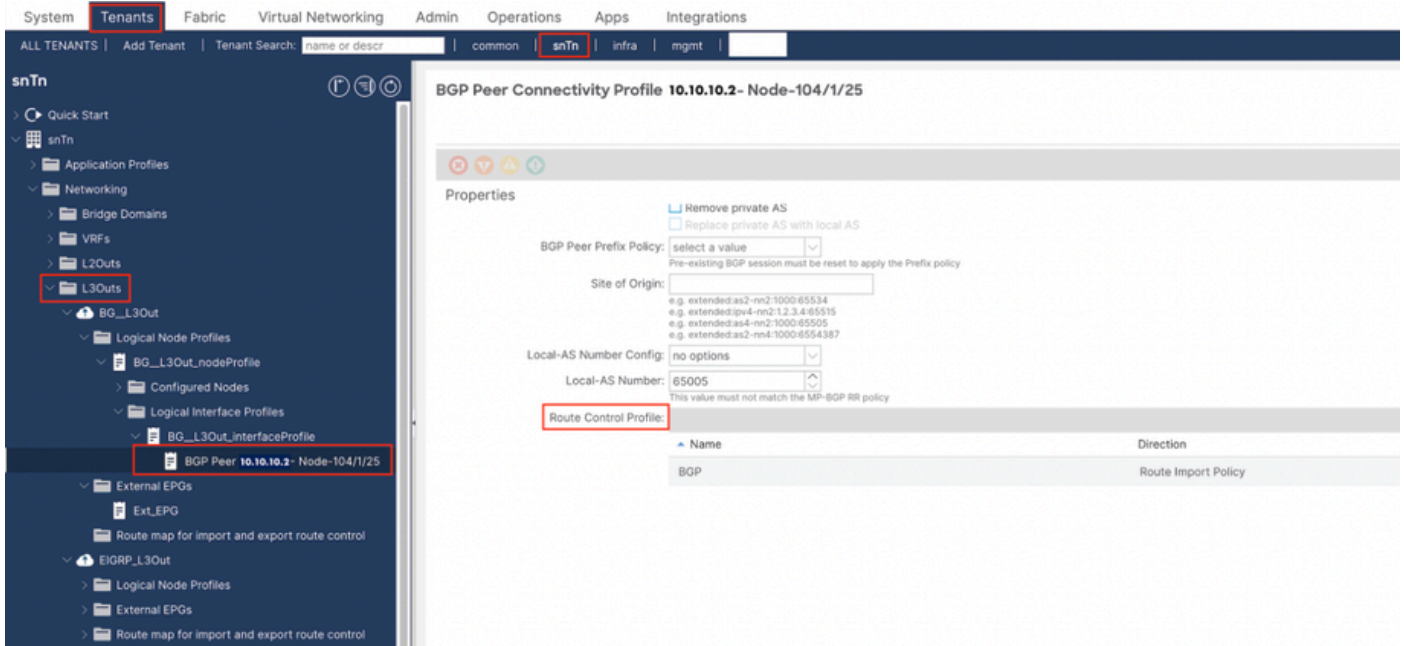 System Tenants Fabric Virtual Networking Admin Operations Apps Integrations
ALL TENANTS | Add Tenant | Tenant Search: name or descr | common | snTn | infra | mgmt |
snTn
Quick Start
snTn
Application Profiles
Networking
Bridge Domains
VRFs
L2Outs
L3Outs
BG__L3Out
Logical Node Profiles
BG__L3Out_nodeProfile
Configured Nodes
Logical Interface Profiles
BG__L3Out_interfaceProfile
BGP Peer 10.10.10.2- Node-104/1/25
External EPGs
Ext_EPG
Route map for import and export route control
EIGRP_L3Out
Logical Node Profiles
External EPGs
Route map for import and export route control
BGP Peer Connectivity Profile 10.10.10.2- Node-104/1/25
Properties
Remove private AS
Replace private AS with local AS
BGP Peer Prefix Policy: select a value
Pre-existing BGP session must be reset to apply the Prefix policy
Site of Origin:
e.g. extended:as2-nn2:1000:65534
e.g. extended:ipv4-nn2:1.2.3.4:65515
e.g. extended:as4-nn2:1000:65505
e.g. extended:as2-nn4:1000:6554387
Local-AS Number Config: no options
Local-AS Number: 65005
This value must not match the MP-BGP RR policy
Route Control Profile:
Name Direction
BGP Route Import Policy